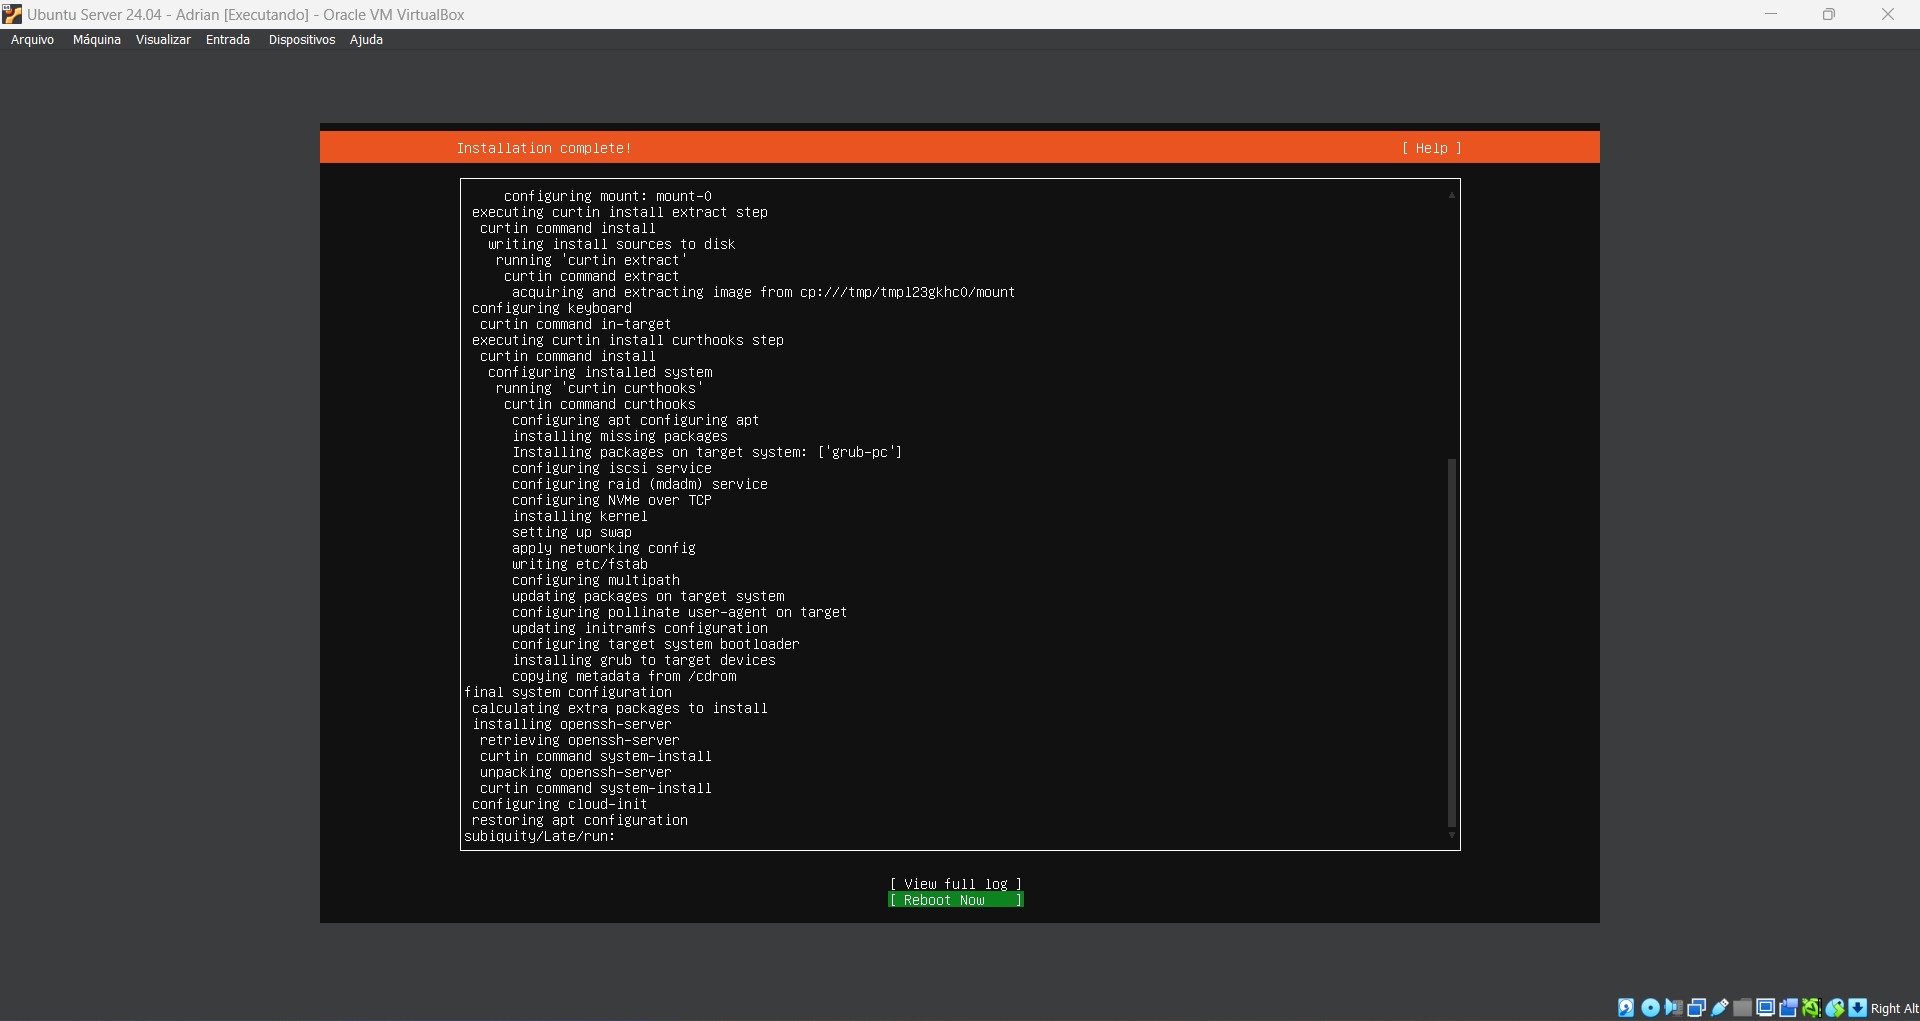 Ubuntu Server 24.04 - Adrian [Executando] - Oracle VM VirtualBox
Arquivo Máquina Visualizar Entrada Dispositivos Ajuda
Installation complete! [ Help ]
configuring mount: mount-0
executing curtin install extract step
curtin command install
writing install sources to disk
running 'curtin extract'
curtin command extract
acquiring and extracting image from cp:///tmp/tmpl23gkhc0/mount
configuring keyboard
curtin command in-target
executing curtin install curthooks step
curtin command install
configuring installed system
running 'curtin curthooks'
curtin command curthooks
configuring apt configuring apt
installing missing packages
Installing packages on target system: ['grub-pc']
configuring iscsi service
configuring raid (mdadm) service
configuring NVMe over TCP
installing kernel
setting up swap
apply networking config
writing etc/fstab
configuring multipath
updating packages on target system
configuring pollinate user-agent on target
updating initramfs configuration
configuring target system bootloader
installing grub to target devices
copying metadata from /cdrom
final system configuration
calculating extra packages to install
installing openssh-server
retrieving openssh-server
curtin command system-install
unpacking openssh-server
curtin command system-install
configuring cloud-init
restoring apt configuration
subiquity/Late/run:
[ View full log ]
[ Reboot Now ]
Right Alt